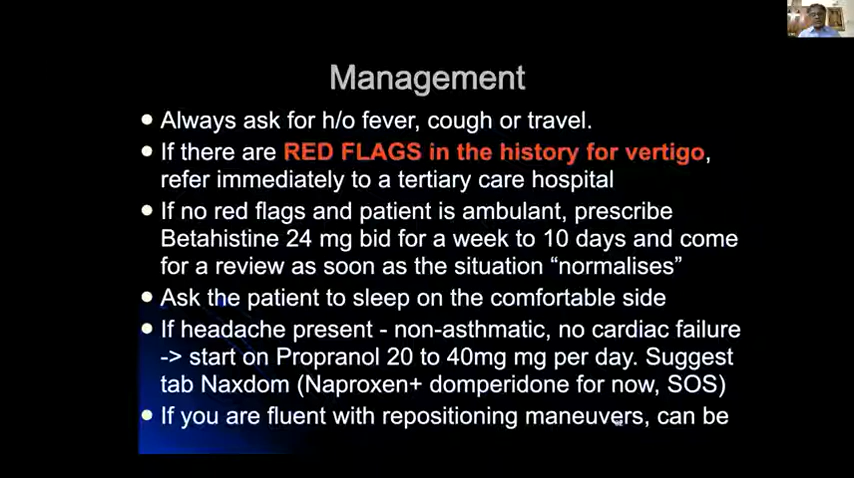 Management
Always ask for h/o fever, cough or travel.
If there are RED FLAGS in the history for vertigo,
refer immediately to a tertiary care hospital
If no red flags and patient is ambulant, prescribe
Betahistine 24 mg bid for a week to 10 days and come
for a review as soon as the situation “normalises”
Ask the patient to sleep on the comfortable side
If headache present - non-asthmatic, no cardiac failure
-> start on Propranol 20 to 40mg mg per day. Suggest
tab Naxdom (Naproxen+ domperidone for now, SOS)
If you are fluent with repositioning maneuvers, can be